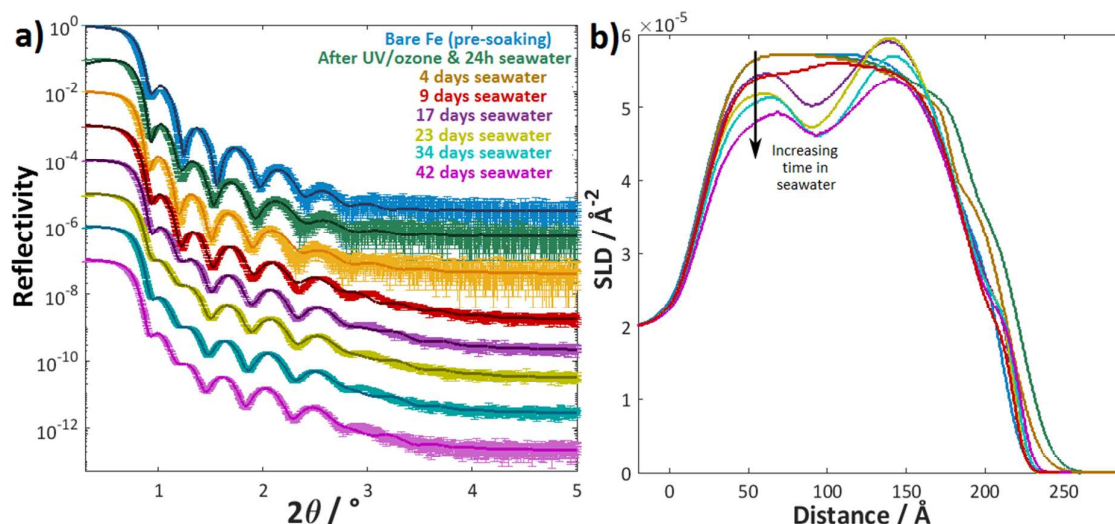 a)
10⁰
10⁻²
10⁻⁴
10⁻⁶
10⁻⁸
10⁻¹⁰
10⁻¹²
Reflectivity
Bare Fe (pre-soaking)
After UV/ozone & 24h seawater
4 days seawater
9 days seawater
17 days seawater
23 days seawater
34 days seawater
42 days seawater
1 2 3 4 5
2θ / °
b)
×10⁻⁵
6
5
4
3
2
1
0
SLD / Å⁻²
Increasing
time in
seawater
0 50 100 150 200 250
Distance / Å